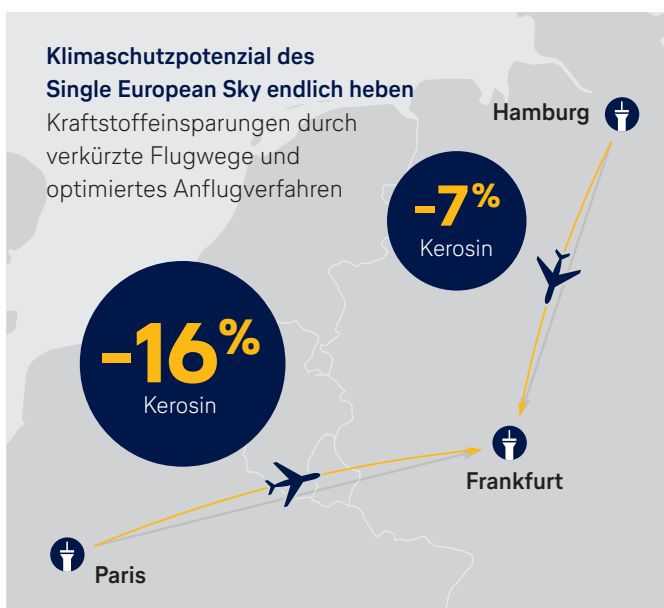 Klimaschutzpotenzial des
Single European Sky endlich heben
Kraftstoffeinsparungen durch
verkürzte Flugwege und
optimiertes Anflugverfahren
Hamburg
-7%
Kerosin
-16%
Kerosin
Frankfurt
Paris